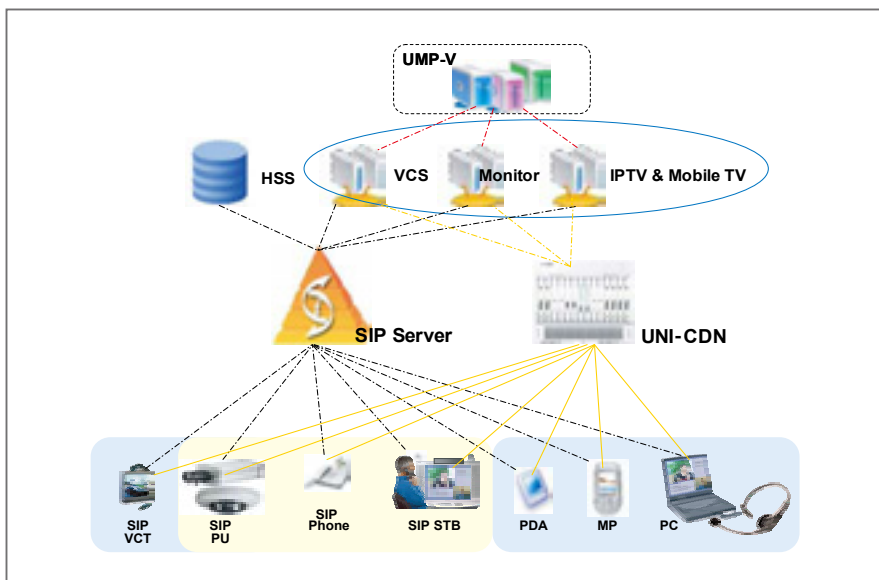 UMP-V
HSS
VCS
Monitor
IPTV & Mobile TV
SIP Server
UNI-CDN
SIP
VCT
SIP
PU
SIP
Phone
SIP STB
PDA
MP
PC